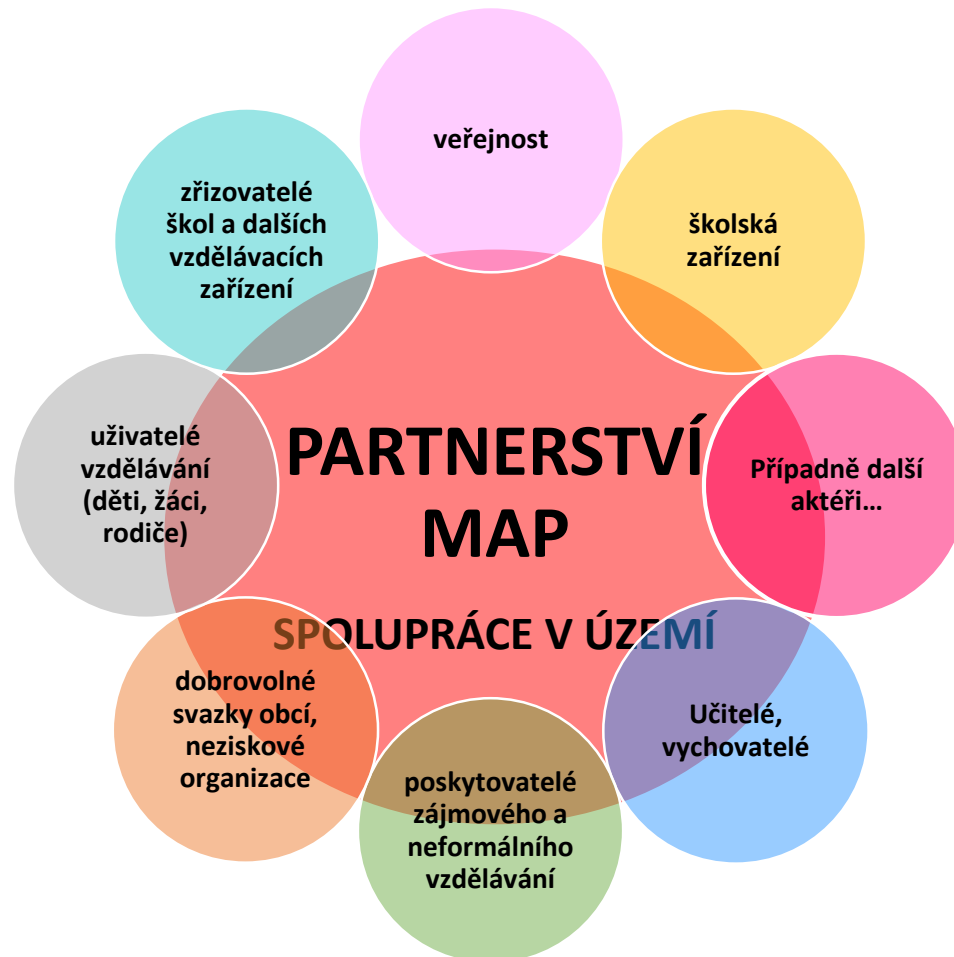 veřejnost
školská
zařízení
Případně další
aktéři…
Učitelé,
vychovatelé
poskytovatelé
zájmového a
neformálního
vzdělávání
dobrovolné
svazky obcí,
neziskové
organizace
uživatelé
vzdělávání
(děti, žáci,
rodiče)
zřizovatelé
škol a dalších
vzdělávacích
zařízení
PARTNERSTVÍ
MAP
SPOLUPRÁCE V ÚZEMÍ